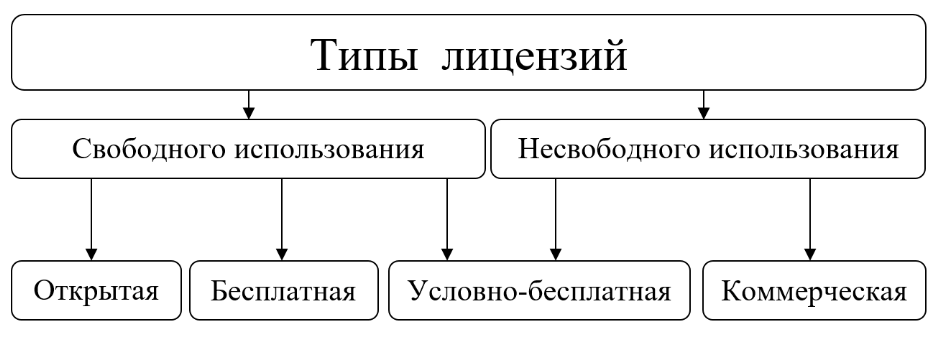 Типы лицензий
Свободного использования
Несвободного использования
Открытая
Бесплатная
Условно-бесплатная
Коммерческая